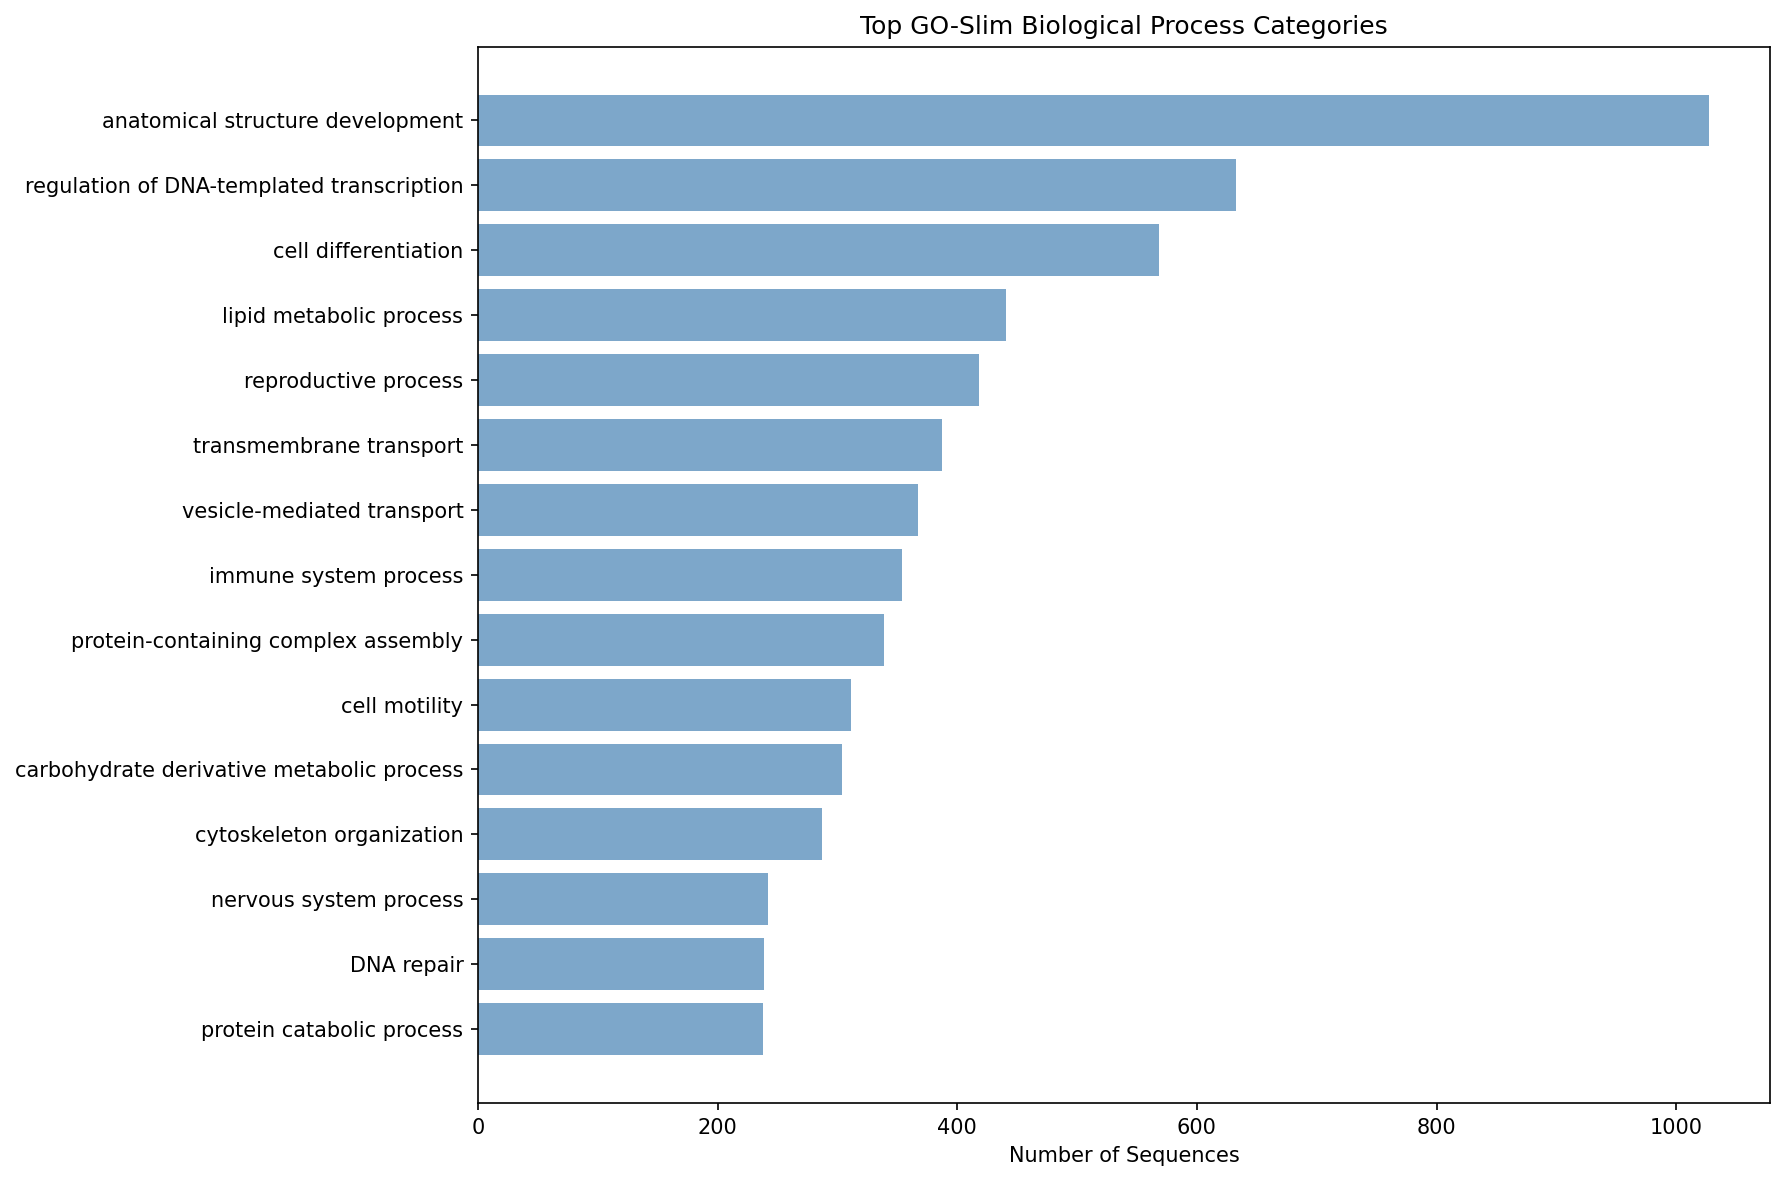 Top GO-Slim Biological Process Categories
anatomical structure development
regulation of DNA-templated transcription
cell differentiation
lipid metabolic process
reproductive process
transmembrane transport
vesicle-mediated transport
immune system process
protein-containing complex assembly
cell motility
carbohydrate derivative metabolic process
cytoskeleton organization
nervous system process
DNA repair
protein catabolic process
0 200 400 600 800 1000
Number of Sequences